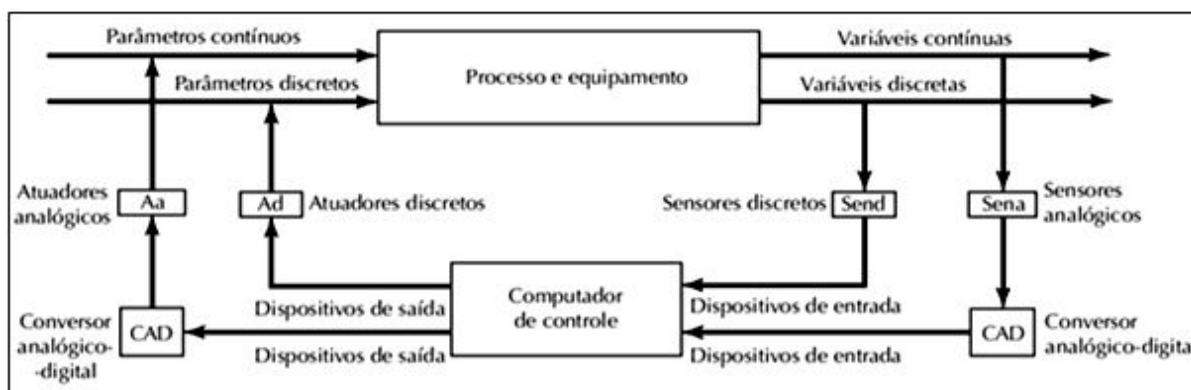 Parâmetros contínuos
Variáveis contínuas
Processo e equipamento
Parâmetros discretos
Variáveis discretas
Atuadores
analógicos
Aa
Ad
Atuadores discretos
Sensores discretos
Send
Sena
Sensores
analógicos
Dispositivos de saída
Computador
de controle
Dispositivos de entrada
Conversor
analógico-
-digital
CAD
Dispositivos de saída
Dispositivos de entrada
CAD
Conversor
analógico-digital